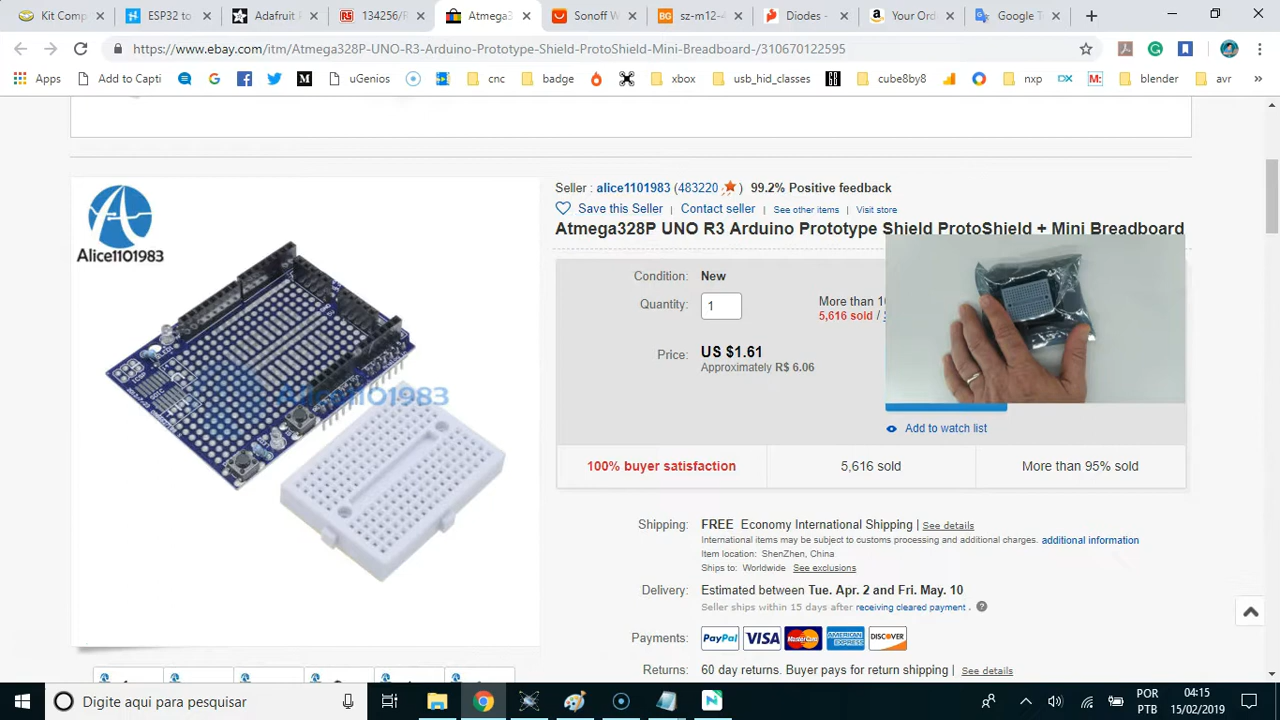 Kit Comp
ESP32 to
Adafruit
134256/
Atmega3
Sonoff W
sz-m12-4
Diodes -
Your Ord
Google T
https://www.ebay.com/itm/Atmega328P-UNO-R3-Arduino-Prototype-Shield-ProtoShield-Mini-Breadboard-/310670122595
Apps
Add to Capti
uGenios
cnc
badge
xbox
usb_hid_classes
cube8by8
nxp
DX
M:
blender
avr
»
Alice1101983
Alice1101983
Seller : alice1101983 (483220 ) 99.2% Positive feedback
Save this Seller | Contact seller | See other items | Visit store
Atmega328P UNO R3 Arduino Prototype Shield ProtoShield + Mini Breadboard
Condition: New
Quantity: 1
More than 1
5,616 sold /
Price: US $1.61
Approximately R$ 6.06
Add to watch list
100% buyer satisfaction
5,616 sold
More than 95% sold
Shipping: FREE Economy International Shipping | See details
International items may be subject to customs processing and additional charges. additional information
Item location: ShenZhen, China
Ships to: Worldwide See exclusions
Delivery: Estimated between Tue. Apr. 2 and Fri. May. 10
Seller ships within 15 days after receiving cleared payment . ?
Payments: PayPal VISA MasterCard AMERICAN EXPRESS DISCOVER
Returns: 60 day returns. Buyer pays for return shipping | See details
Digite aqui para pesquisar
POR
PTB
04:15
15/02/2019